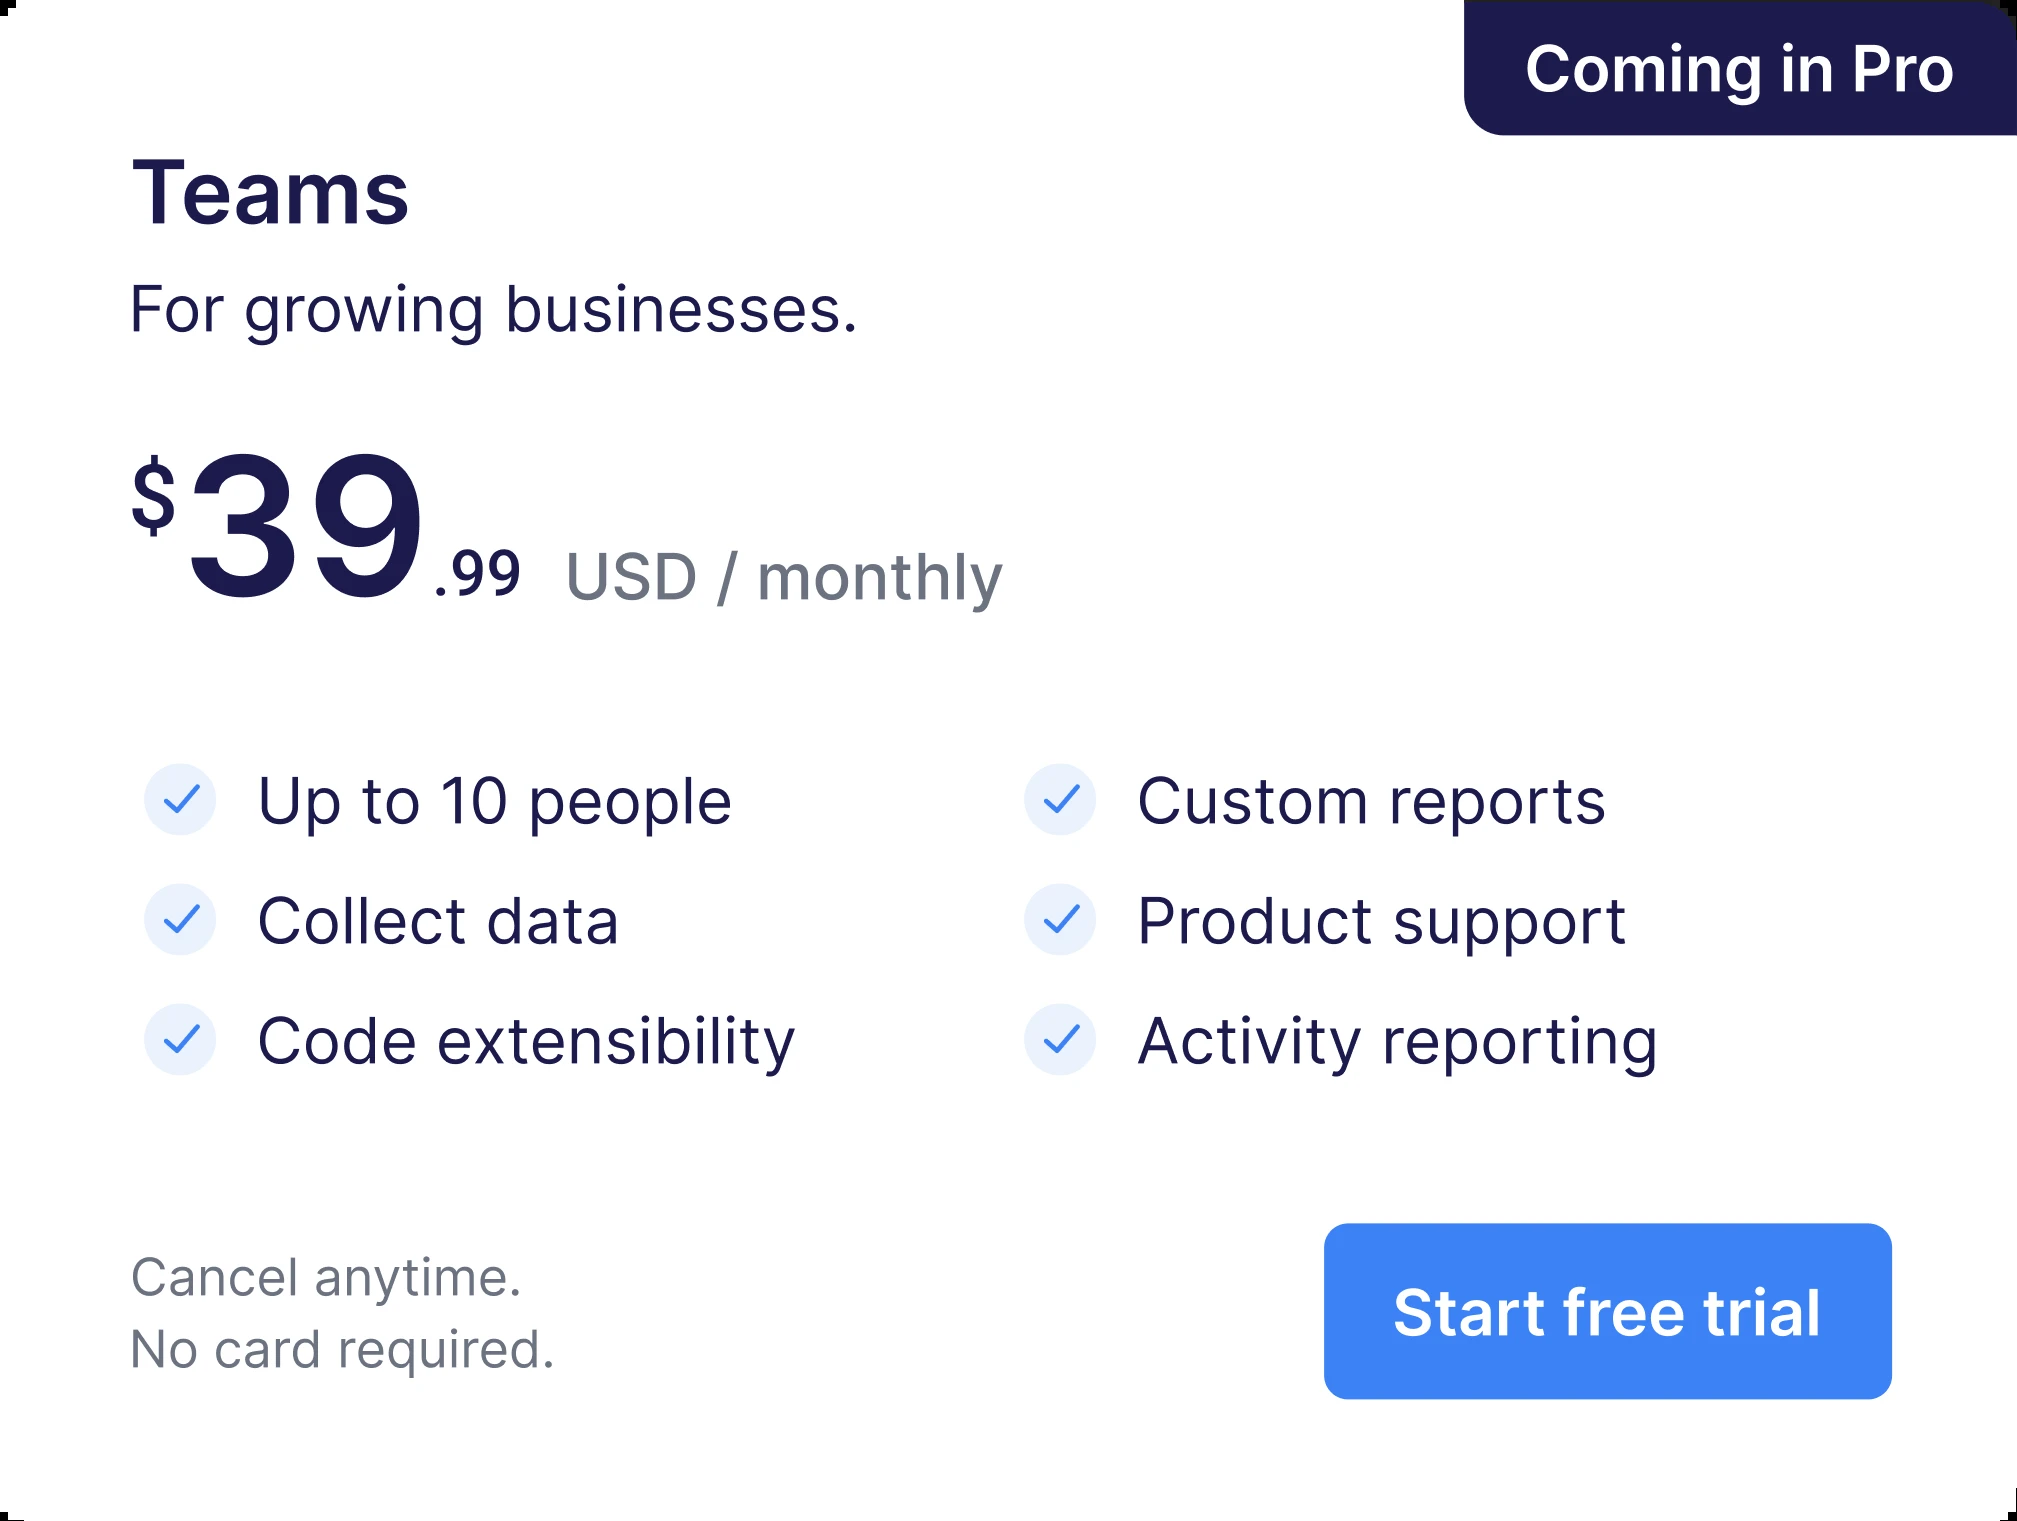 Coming in Pro
Teams
For growing businesses.
$39.99 USD / monthly
Up to 10 people
Custom reports
Collect data
Product support
Code extensibility
Activity reporting
Cancel anytime.
No card required.
Start free trial